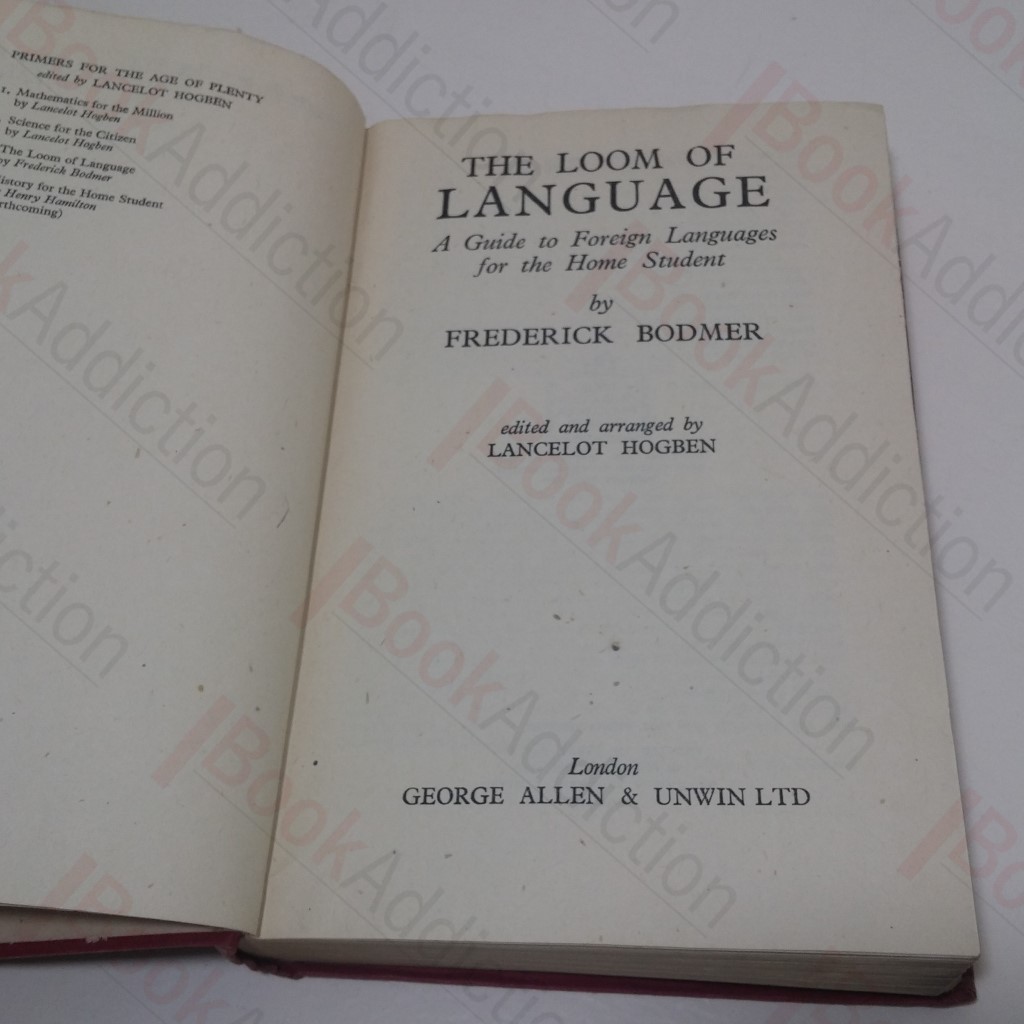 PRIMERS FOR THE AGE OF PLENTY
edited by LANCELOT HOGBEN
1. Mathematics for the Million
by Lancelot Hogben
Science for the Citizen
by Lancelot Hogben
The Loom of Language
by Frederick Bodmer
History for the Home Student
Henry Hamilton
(forthcoming)
THE LOOM OF
LANGUAGE
A Guide to Foreign Languages
for the Home Student
by
FREDERICK BODMER
edited and arranged by
LANCELOT HOGBEN
London
GEORGE ALLEN & UNWIN LTD
BookAddiction